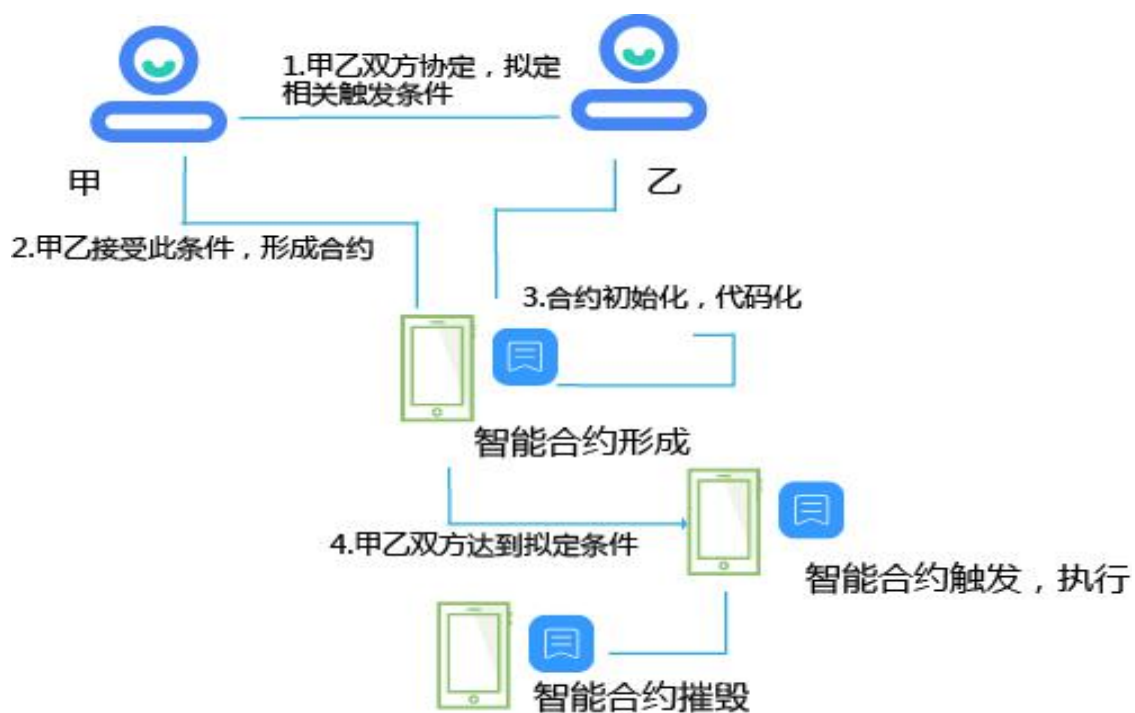 1.甲乙双方协定，拟定
相关触发条件
甲
乙
2.甲乙接受此条件，形成合约
3.合约初始化，代码化
智能合约形成
4.甲乙双方达到拟定条件
智能合约触发，执行
智能合约摧毁